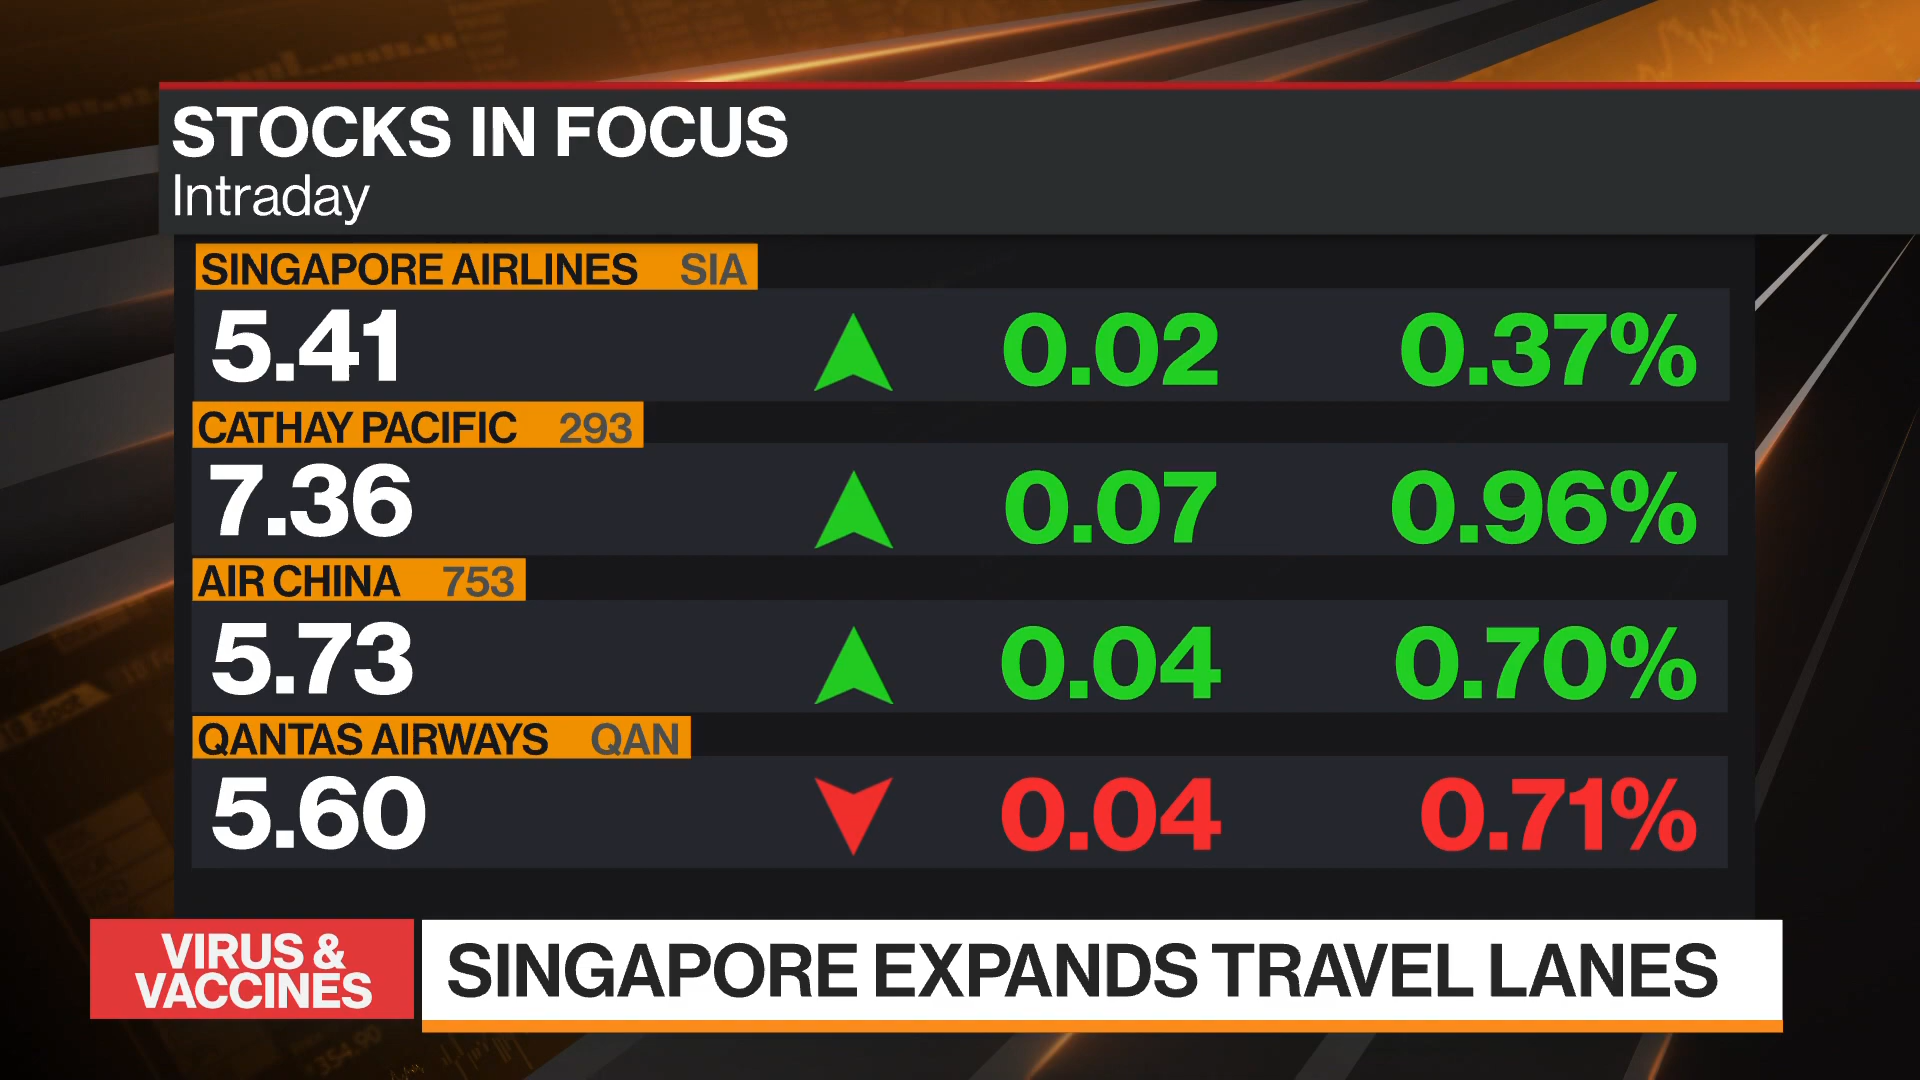 STOCKS IN FOCUS
Intraday
SINGAPORE AIRLINES SIA
5.41 0.02 0.37%
CATHAY PACIFIC 293
7.36 0.07 0.96%
AIR CHINA 753
5.73 0.04 0.70%
QANTAS AIRWAYS QAN
5.60 0.04 0.71%
VIRUS &
VACCINES
SINGAPORE EXPANDS TRAVEL LANES